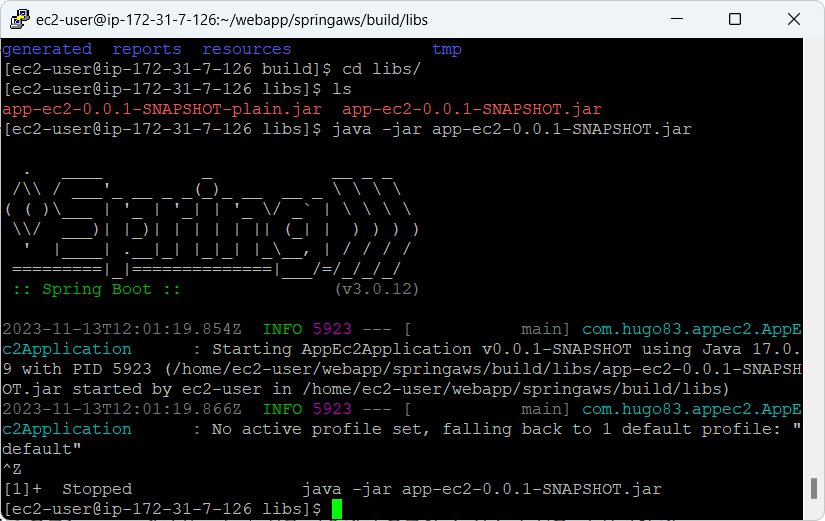 ec2-user@ip-172-31-7-126:~/webapp/springaws/build/libs
generated  reports  resources              tmp
[ec2-user@ip-172-31-7-126 build]$ cd libs/
[ec2-user@ip-172-31-7-126 libs]$ ls
app-ec2-0.0.1-SNAPSHOT-plain.jar  app-ec2-0.0.1-SNAPSHOT.jar
[ec2-user@ip-172-31-7-126 libs]$ java -jar app-ec2-0.0.1-SNAPSHOT.jar
  .   ____          _            __ _ _
 /\\ / ___'_ __ _ _(_)_ __  __ _ \ \ \ \
( ( )\___ | '_ | '_| | '_ \/ _` | \ \ \ \
 \\/  ___)| |_)| | | | | || (_| |  ) ) ) )
  '  |____| .__|_| |_|_| |_\__, | / / / /
 =========|_|==============|___/=/_/_/_/
 :: Spring Boot ::               (v3.0.12)
2023-11-13T12:01:19.854Z  INFO 5923 --- [           main] com.hugo83.appec2.AppE
c2Application      : Starting AppEc2Application v0.0.1-SNAPSHOT using Java 17.0.
9 with PID 5923 (/home/ec2-user/webapp/springaws/build/libs/app-ec2-0.0.1-SNAPSH
OT.jar started by ec2-user in /home/ec2-user/webapp/springaws/build/libs)
2023-11-13T12:01:19.866Z  INFO 5923 --- [           main] com.hugo83.appec2.AppE
c2Application      : No active profile set, falling back to 1 default profile: "
default"
^Z
[1]+  Stopped                 java -jar app-ec2-0.0.1-SNAPSHOT.jar
[ec2-user@ip-172-31-7-126 libs]$